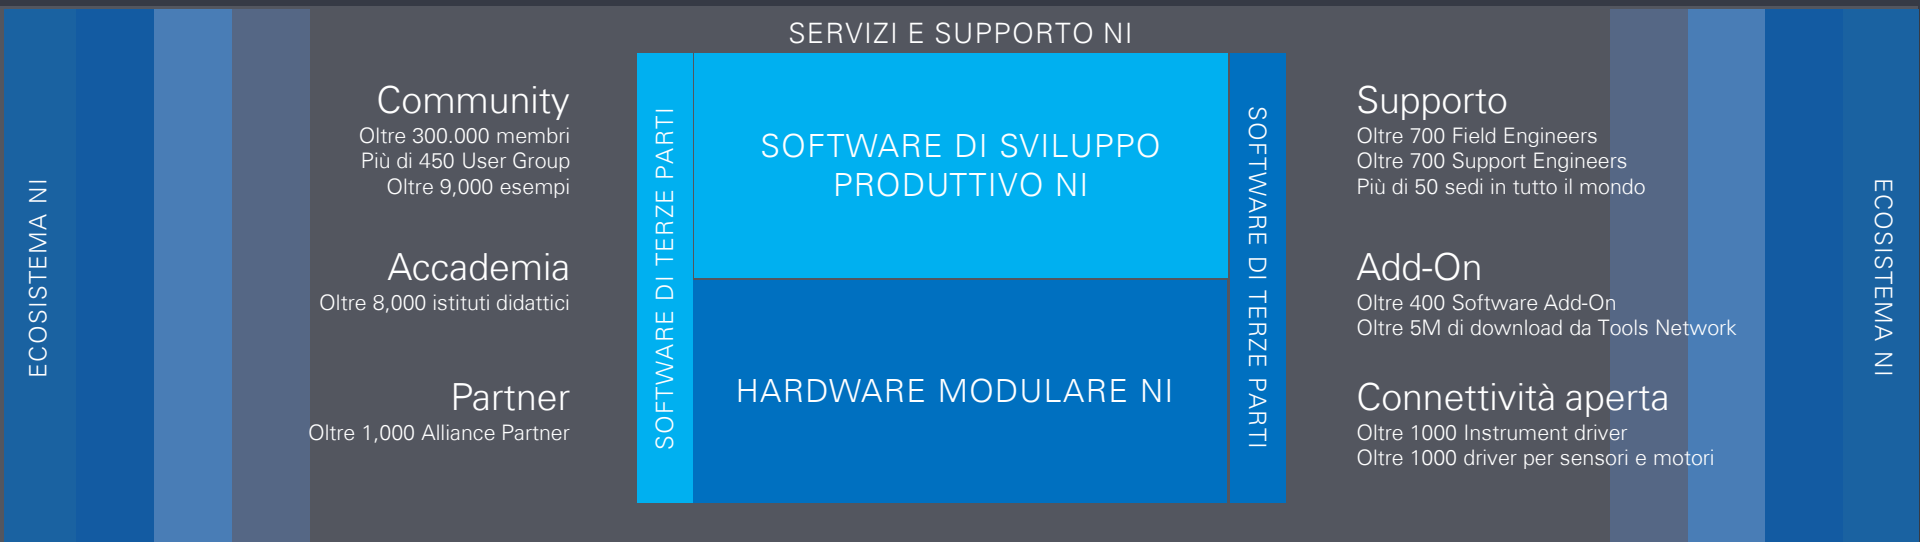 SERVIZI E SUPPORTO NI
ECOSISTEMA NI
Community
Oltre 300.000 membri
Più di 450 User Group
Oltre 9,000 esempi
Accademia
Oltre 8,000 istituti didattici
Partner
Oltre 1,000 Alliance Partner
SOFTWARE DI TERZE PARTI
SOFTWARE DI SVILUPPO
PRODUTTIVO NI
HARDWARE MODULARE NI
SOFTWARE DI TERZE PARTI
Supporto
Oltre 700 Field Engineers
Oltre 700 Support Engineers
Più di 50 sedi in tutto il mondo
Add-On
Oltre 400 Software Add-On
Oltre 5M di download da Tools Network
Connettività aperta
Oltre 1000 Instrument driver
Oltre 1000 driver per sensori e motori
ECOSISTEMA NI